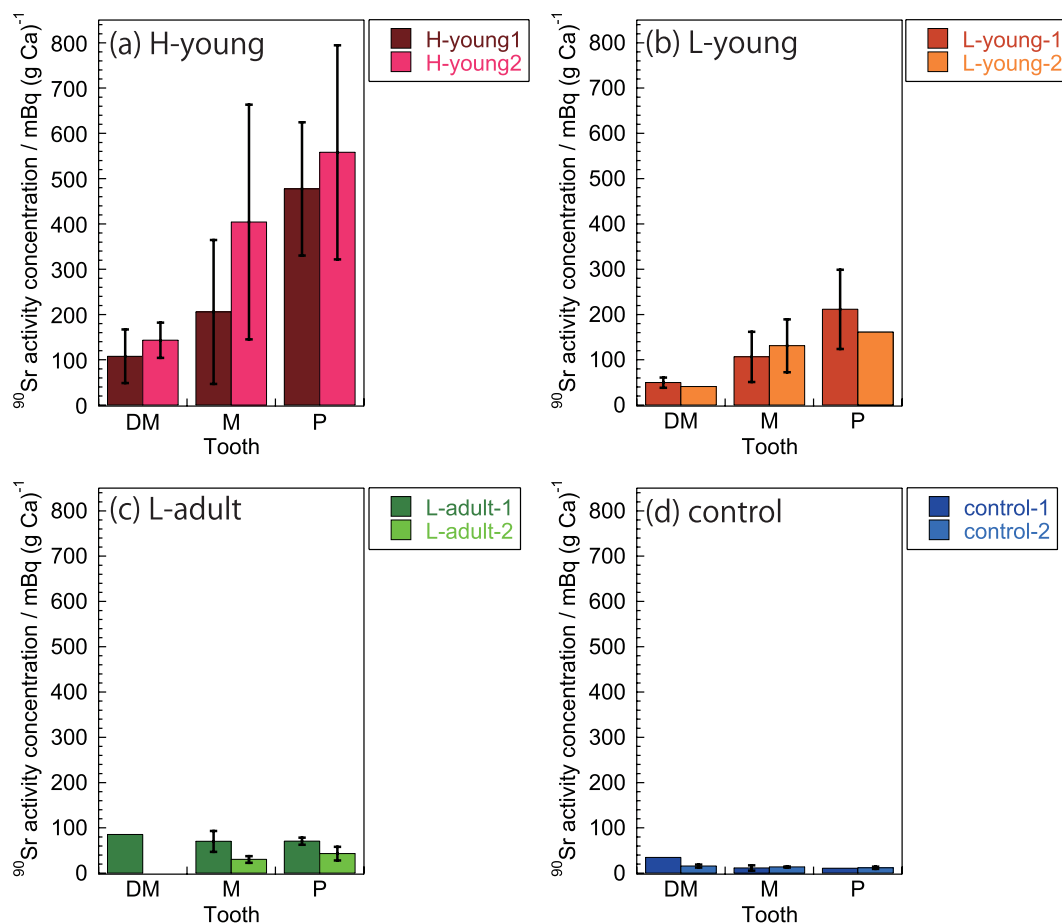 (a) H-young
H-young1
H-young2
⁹⁰Sr activity concentration / mBq (g Ca)⁻¹
800
700
600
500
400
300
200
100
0
DM M P
Tooth
(b) L-young
L-young-1
L-young-2
⁹⁰Sr activity concentration / mBq (g Ca)⁻¹
800
700
600
500
400
300
200
100
0
DM M P
Tooth
(c) L-adult
L-adult-1
L-adult-2
⁹⁰Sr activity concentration / mBq (g Ca)⁻¹
800
700
600
500
400
300
200
100
0
DM M P
Tooth
(d) control
control-1
control-2
⁹⁰Sr activity concentration / mBq (g Ca)⁻¹
800
700
600
500
400
300
200
100
0
DM M P
Tooth